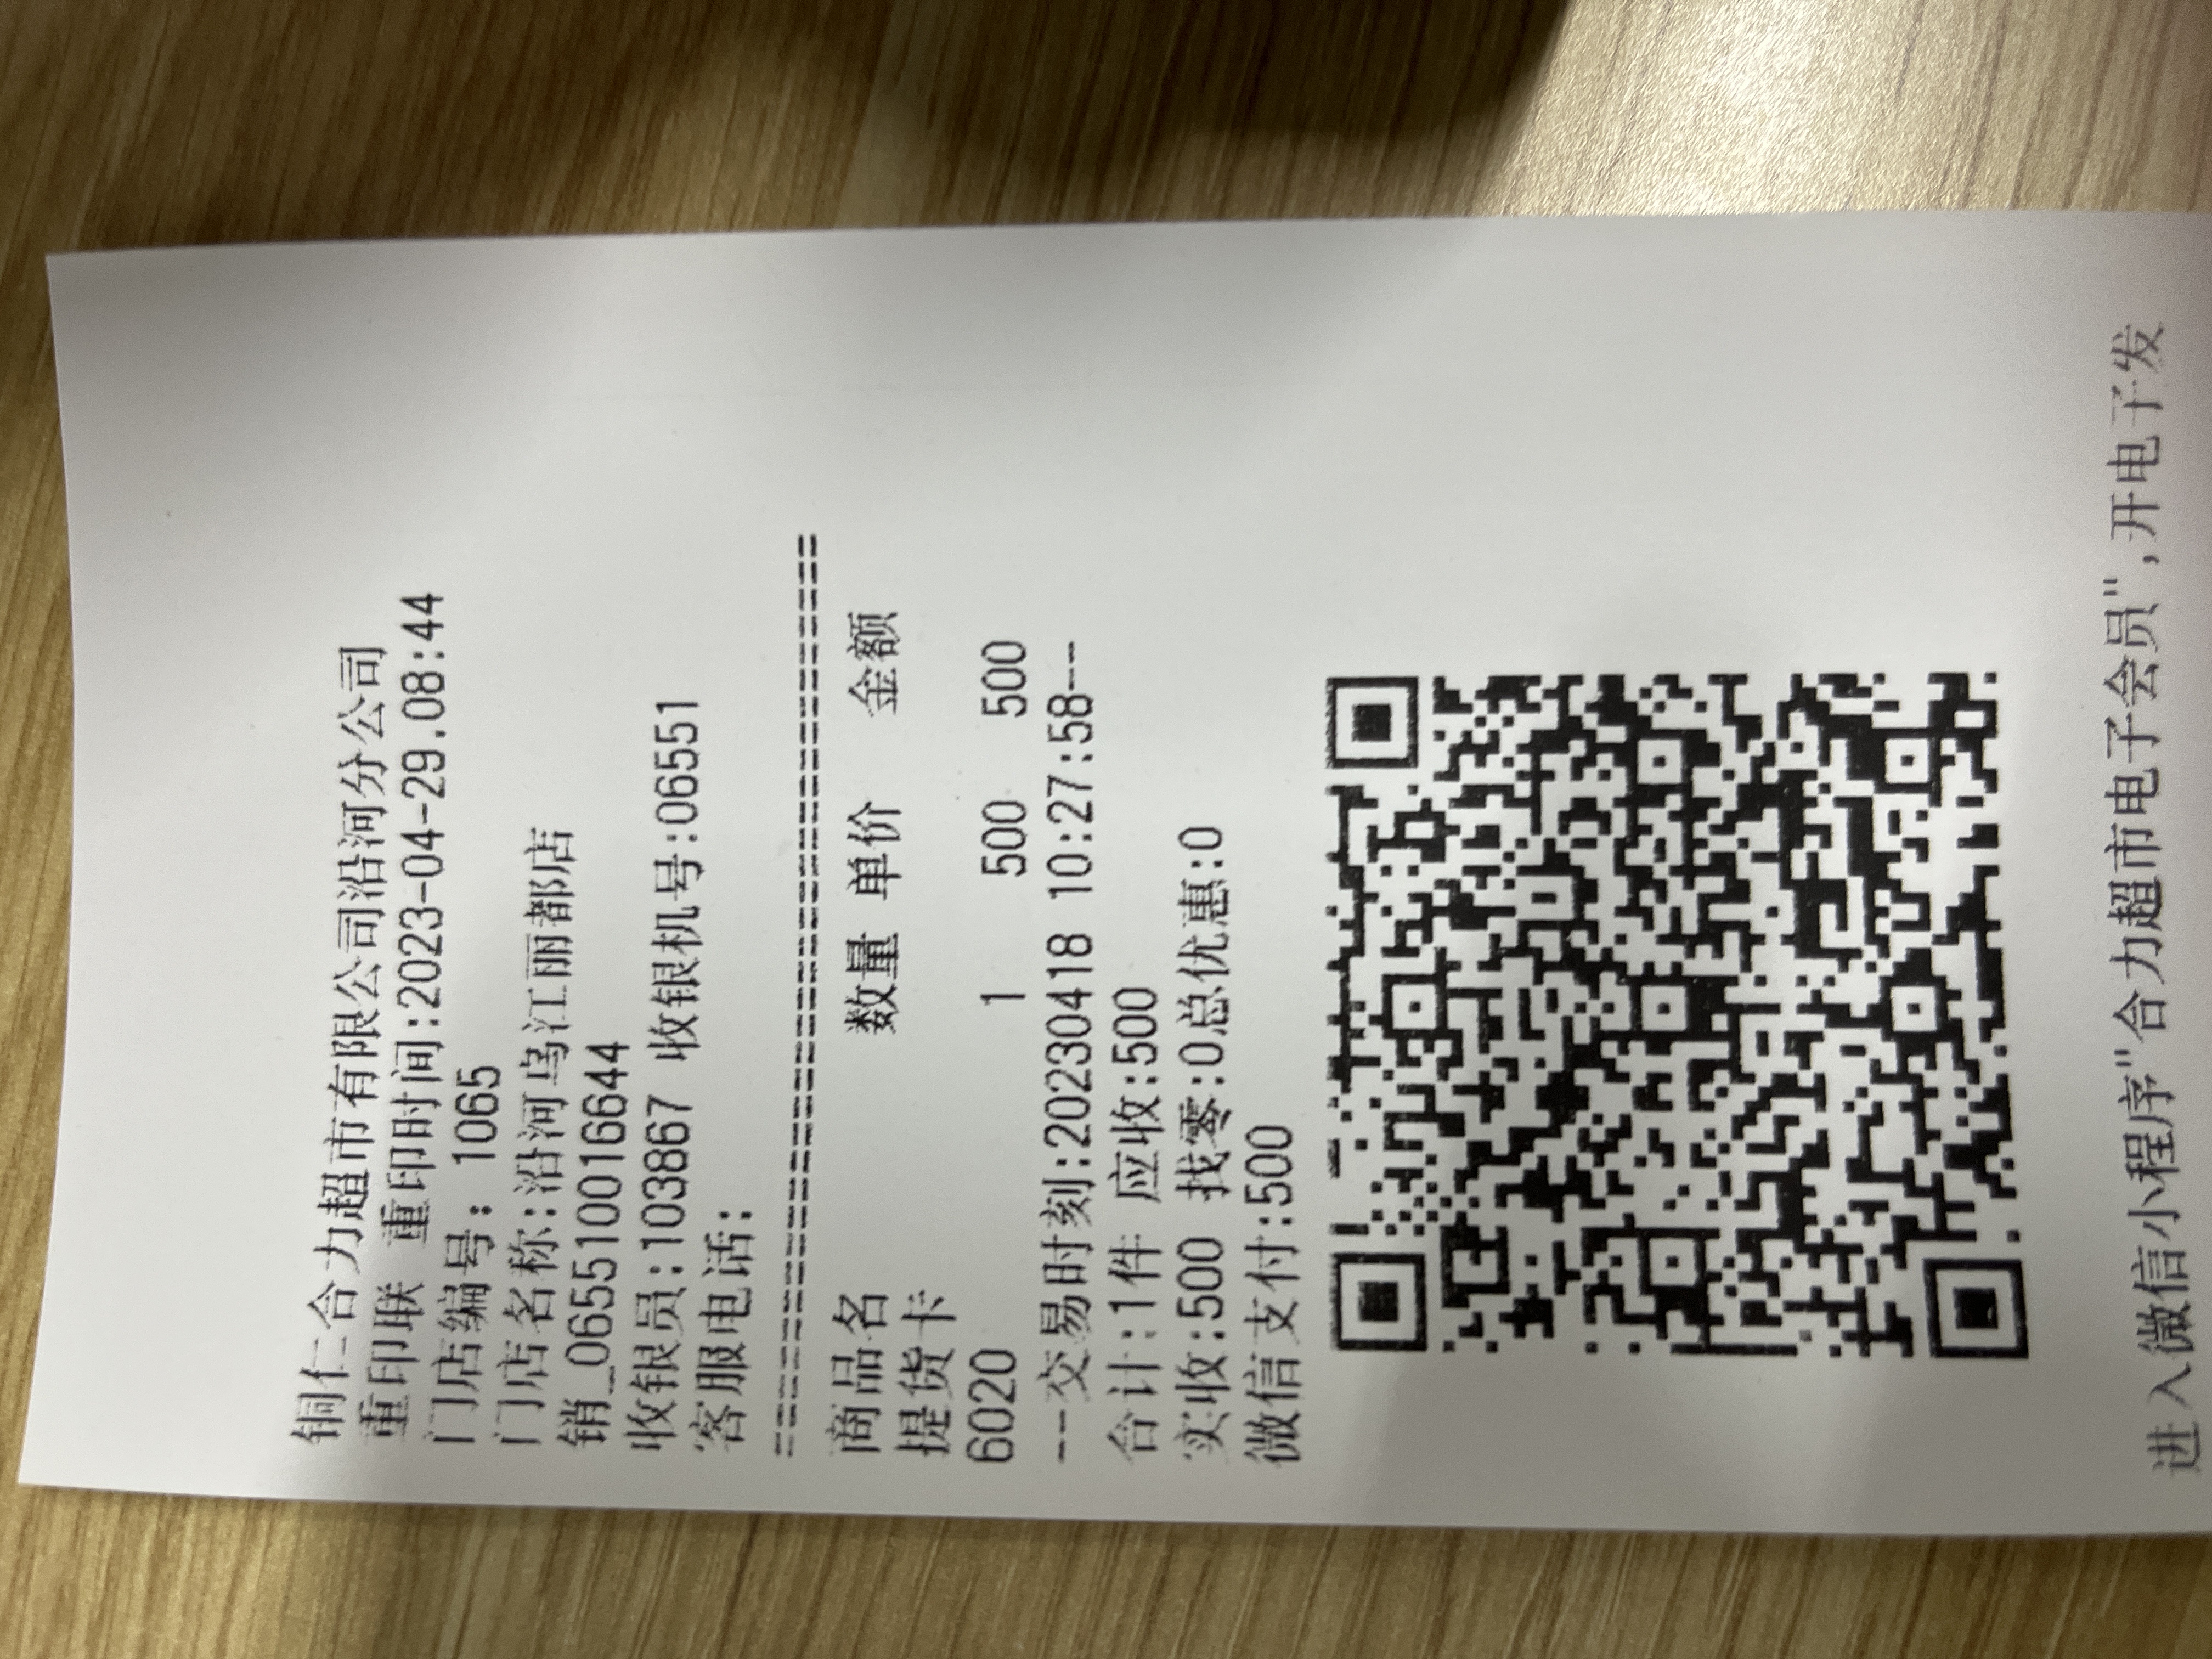 铜仁合力超市有限公司沿河分公司
重印联 重印时间:2023-04-29.08:44
门店编号: 1065
门店名称:沿河乌江丽都店
销_065510016644
收银员:103867 收银机号:06551
客服电话:
==========================================
商品名 数量 单价 金额
提货卡
6020 1 500 500
--交易时刻:20230418 10:27:58--
合计:1件 应收:500
实收:500 找零:0总优惠:0
微信支付:500
进入微信小程序"合力超市电子会员",开电子发